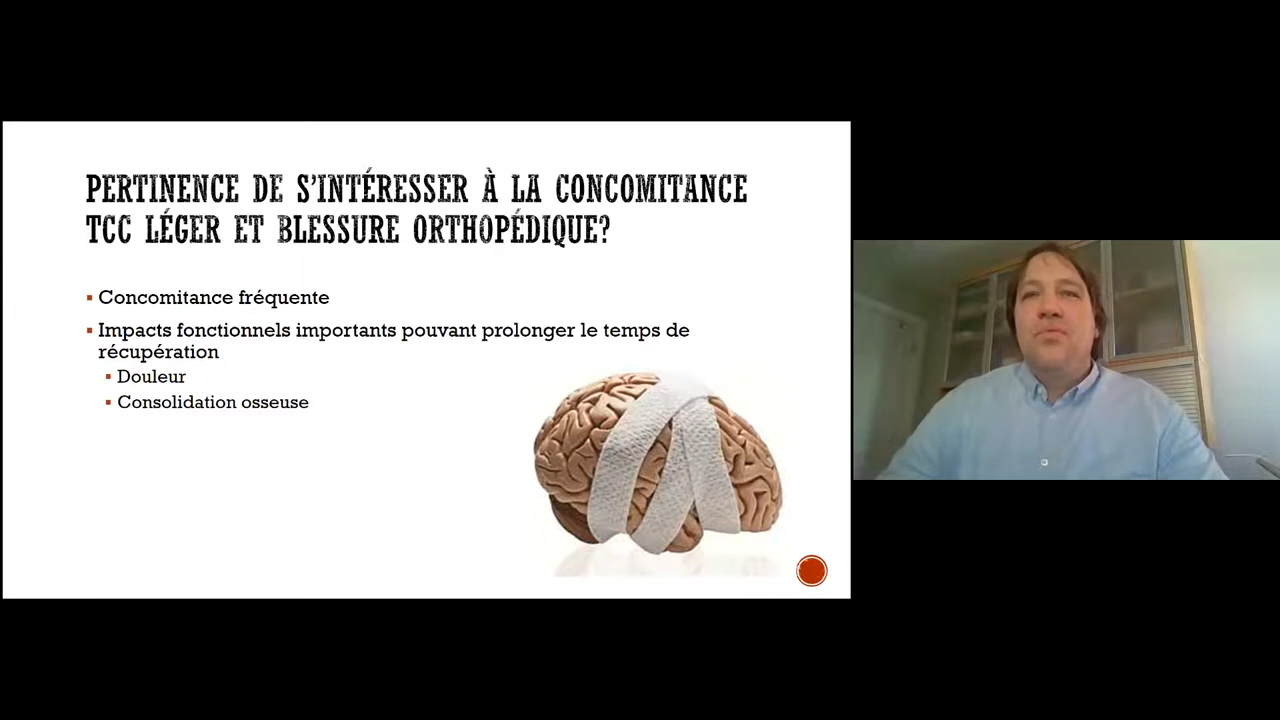 PERTINENCE DE S'INTÉRESSER À LA CONCOMITANCE
TCC LÉGER ET BLESSURE ORTHOPÉDIQUE?
▪ Concomitance fréquente
▪ Impacts fonctionnels importants pouvant prolonger le temps de
récupération
▪ Douleur
▪ Consolidation osseuse